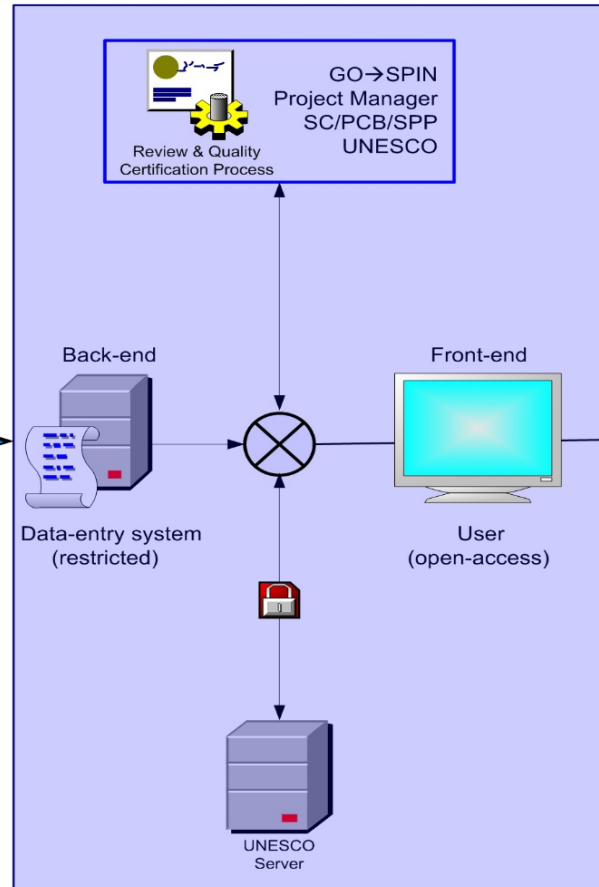 GO→SPIN
Project Manager
SC/PCB/SPP
UNESCO
Review & Quality
Certification Process
Back-end
Front-end
Data-entry system
(restricted)
User
(open-access)
UNESCO
Server